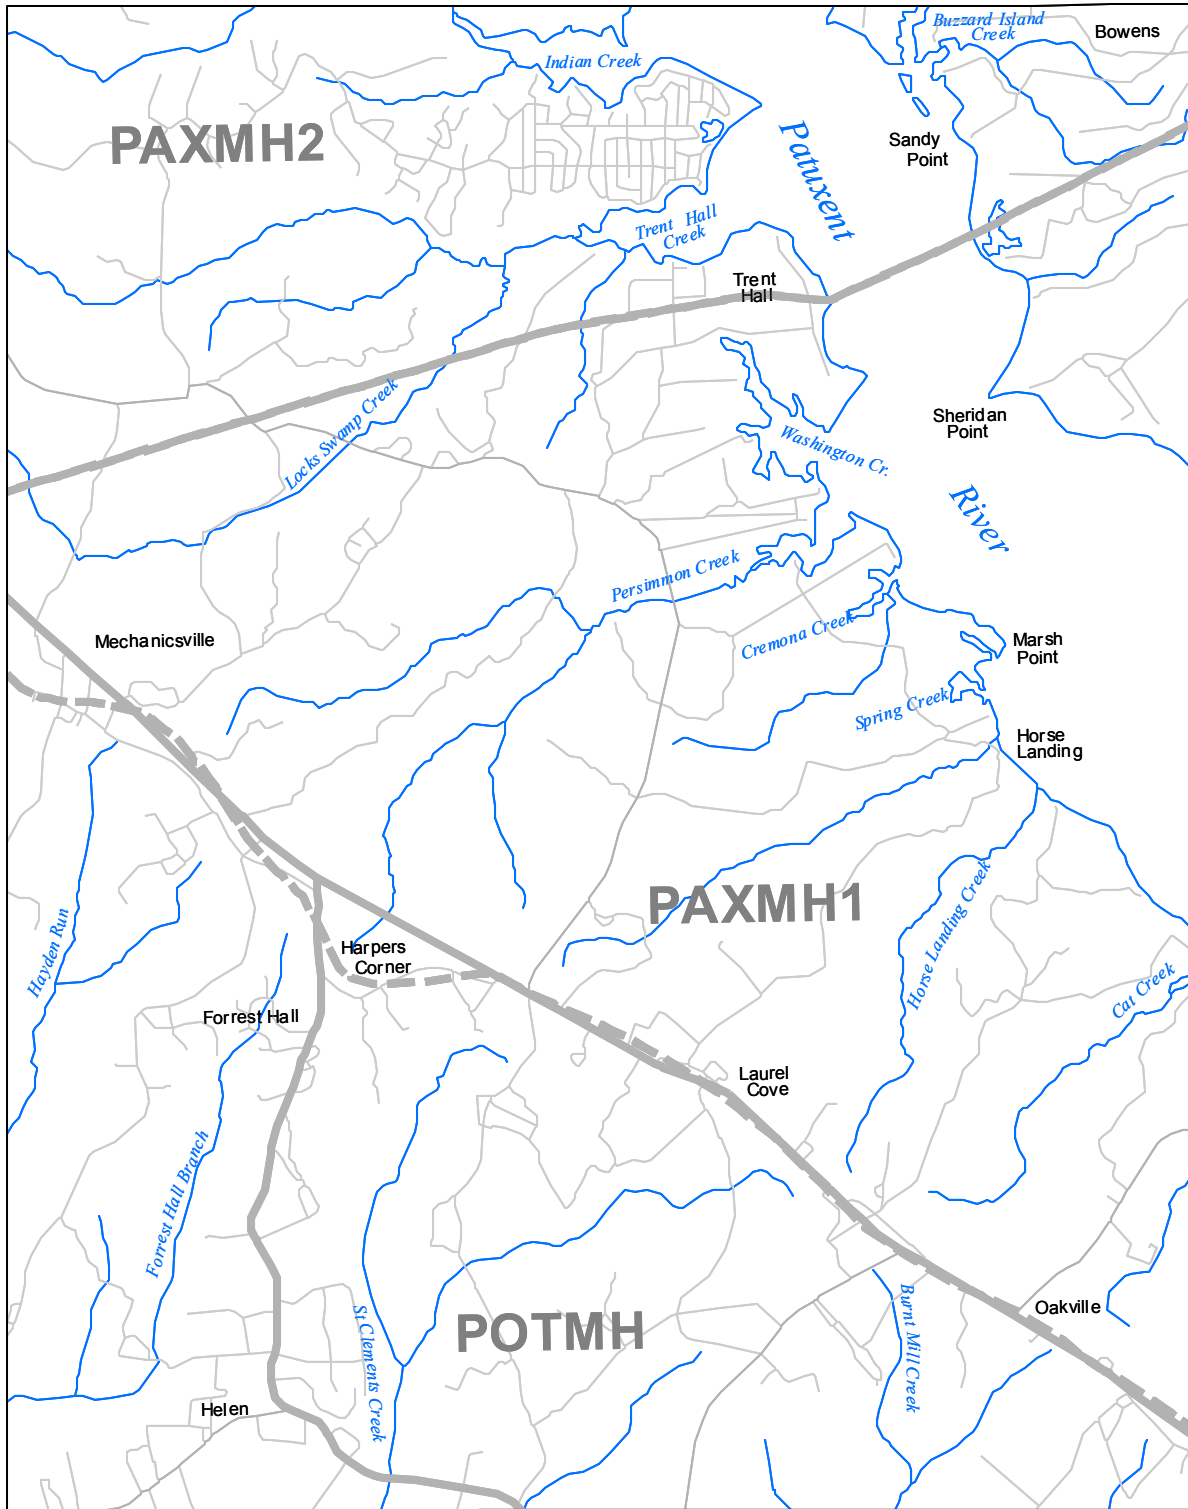 Buzzard Island
Creek
Bowens
Indian Creek
PAXMH2
Patuxent
Sandy
Point
Trent Hall
Creek
Trent
Hall
Locks Swamp Creek
Sheridan
Point
Washington Cr.
River
Persimmon Creek
Mechanicsville
Cremona Creek
Marsh
Point
Spring Creek
Horse
Landing
PAXMH1
Hayden Run
Harpers
Corner
Horse Landing Creek
Cat Creek
Forrest Hall
Laurel
Cove
Forrest Hall Branch
St Clements Creek
POTMH
Burnt Mill Creek
Oakville
Helen